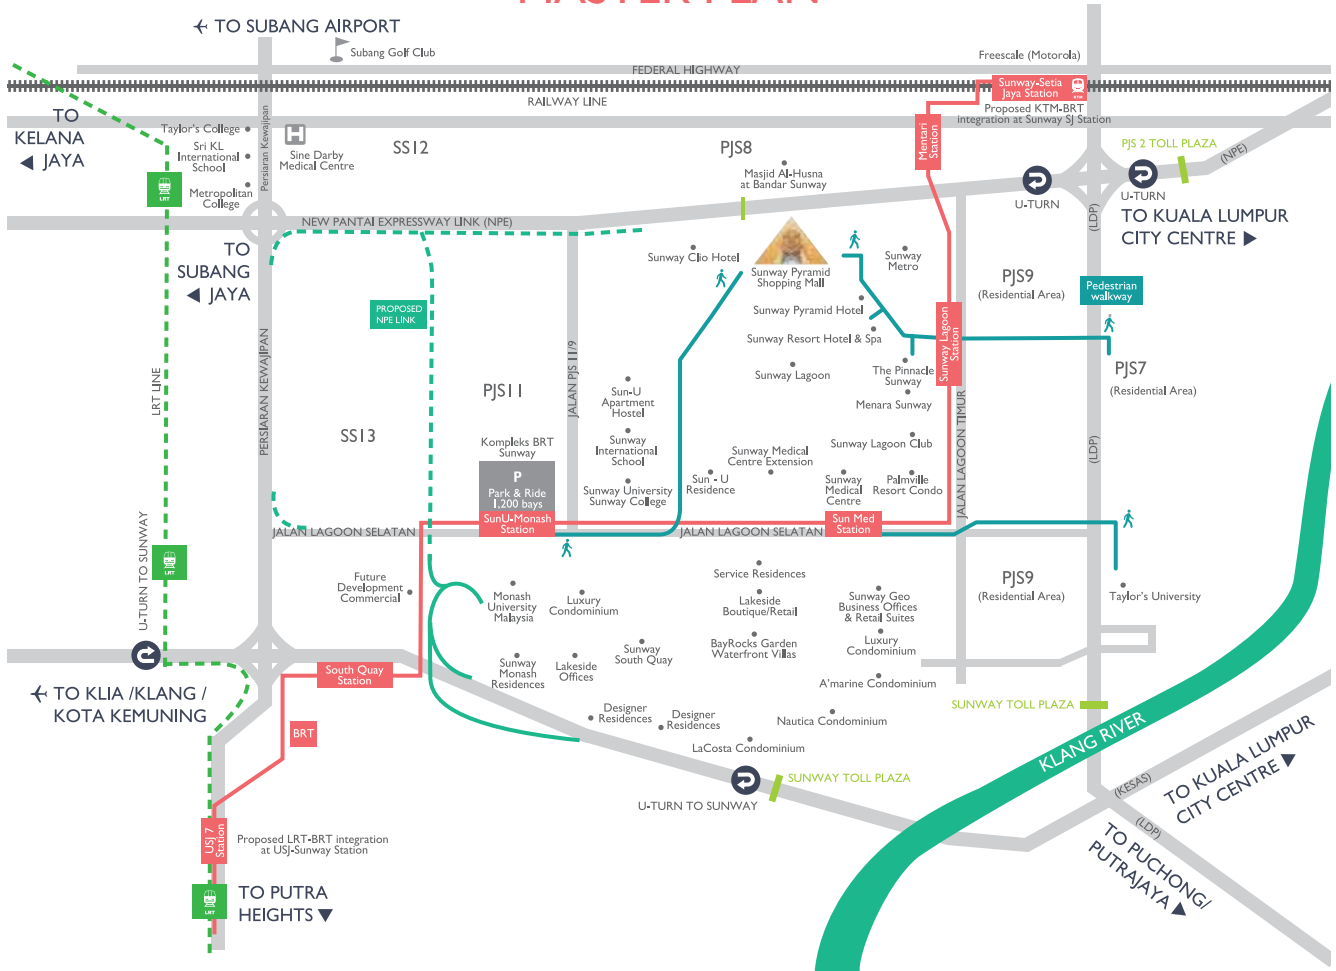 MASTER PLAN
TO SUBANG AIRPORT
Subang Golf Club
Freescale (Motorola)
FEDERAL HIGHWAY
Sunway-Setia
Jaya Station
KTM
RAILWAY LINE
Proposed KTM-BRT
integration at Sunway SJ Station
TO
KELANA
◀ JAYA
Persiaran Kewajipan
Taylor's College
Sri KL
International
School
Metropolitan
College
H
Sine Darby
Medical Centre
SS12
PJS8
Mentari
Station
PJS 2 TOLL PLAZA
(NPE)
Masjid Al-Husna
at Bandar Sunway
LRT
U-TURN
U-TURN
(LDP)
TO KUALA LUMPUR
CITY CENTRE ▶
NEW PANTAI EXPRESSWAY LINK (NPE)
TO
SUBANG
◀ JAYA
Sunway Clio Hotel
Sunway Pyramid
Shopping Mall
Sunway
Metro
PJS9
(Residential Area)
Pedestrian
walkway
PROPOSED
NPE LINK
Sunway Pyramid Hotel
Sunway Resort Hotel & Spa
Sunway Lagoon
Station
LRT LINE
PERSIARAN KEWAJIPAN
JALAN PJS 11/9
Sunway Lagoon
The Pinnacle
Sunway
PJS7
(Residential Area)
PJS11
Sun-U
Apartment
Hostel
Menara Sunway
JALAN LAGOON TIMUR
SS13
Kompleks BRT
Sunway
Sunway
International
School
Sunway Medical
Centre Extension
Sunway Lagoon Club
(LDP)
P
Park & Ride
1,200 bays
Sunway University
Sunway College
Sun - U
Residence
Sunway
Medical
Centre
Palmville
Resort Condo
SunU-Monash
Station
Sun Med
Station
JALAN LAGOON SELATAN
JALAN LAGOON SELATAN
U-TURN TO SUNWAY
LRT
Future
Development
Commercial
Monash
University
Malaysia
Luxury
Condominium
Service Residences
Lakeside
Boutique/Retail
Sunway Geo
Business Offices
& Retail Suites
PJS9
(Residential Area)
Taylor's University
BayRocks Garden
Waterfront Villas
Luxury
Condominium
Sunway
South Quay
Sunway
Monash
Residences
Lakeside
Offices
South Quay
Station
A'marine Condominium
TO KLIA /KLANG /
KOTA KEMUNING
Designer
Residences
Designer
Residences
Nautica Condominium
SUNWAY TOLL PLAZA
BRT
LaCosta Condominium
KLANG RIVER
U-TURN TO SUNWAY
SUNWAY TOLL PLAZA
(KESAS)
TO KUALA LUMPUR
CITY CENTRE ▶
(LDP)
TO PUCHONG/
PUTRAJAYA ▶
USJ 7
Station
Proposed LRT-BRT integration
at USJ-Sunway Station
LRT
TO PUTRA
HEIGHTS ▼